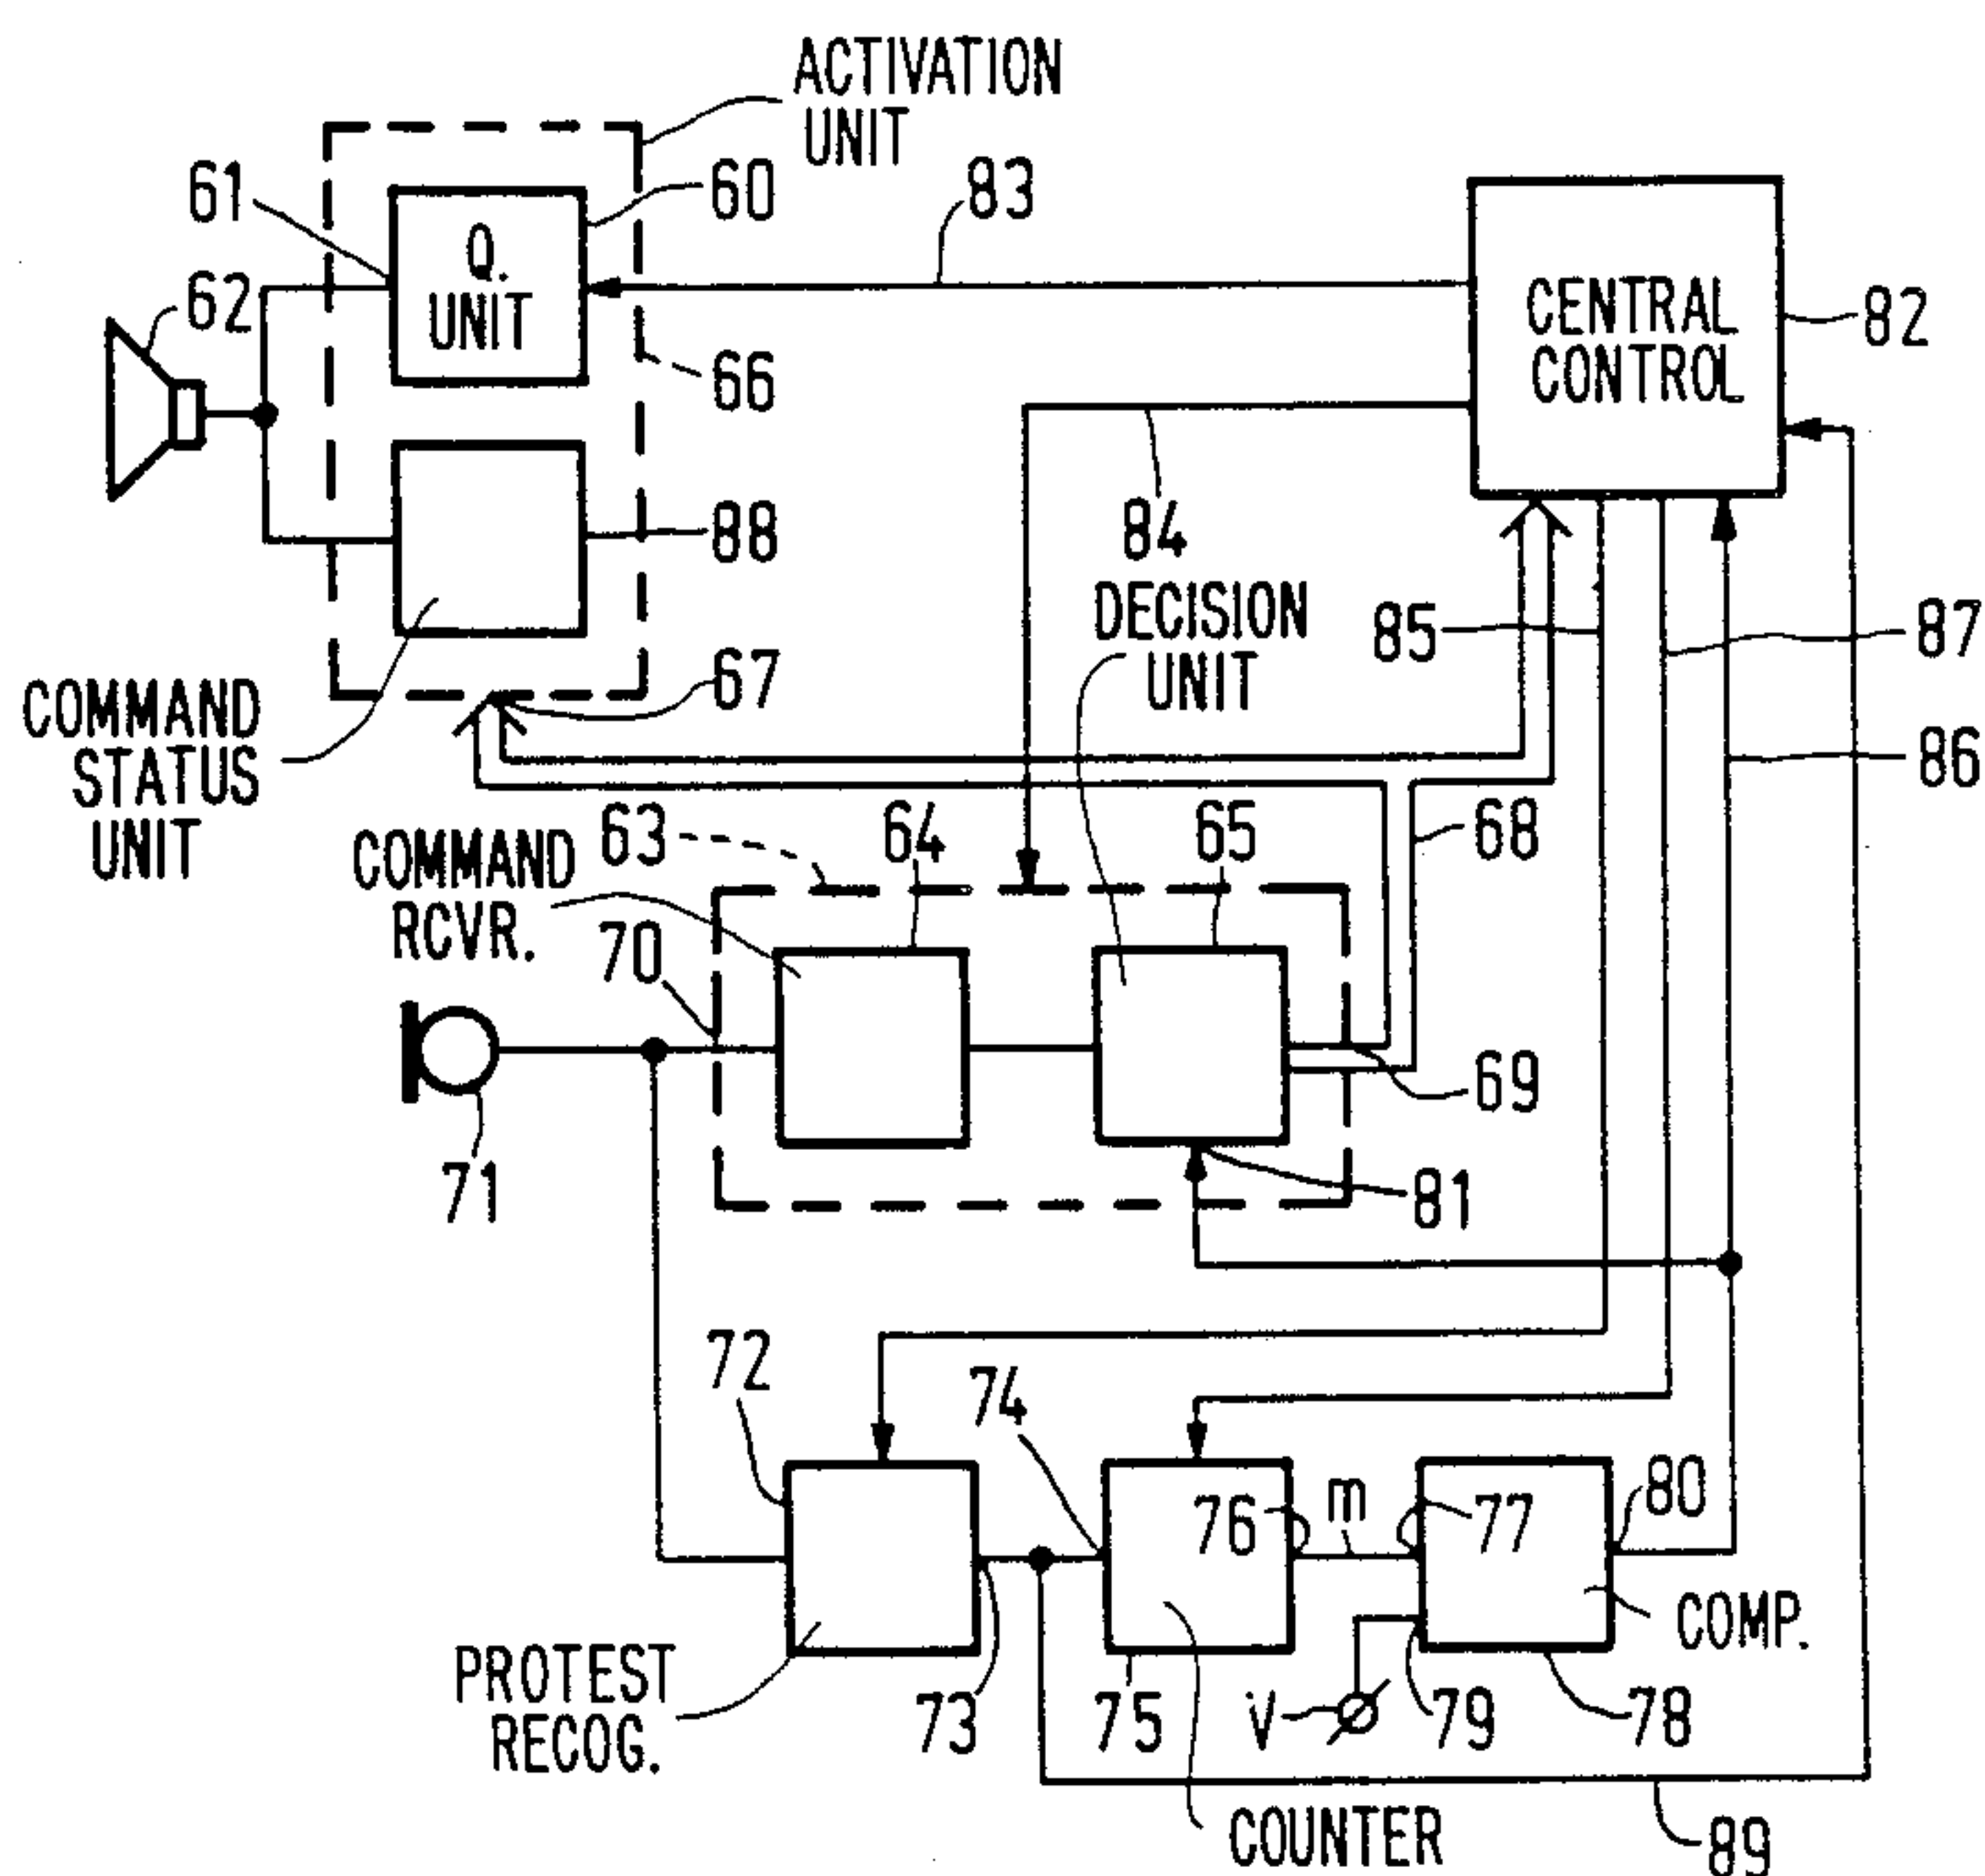 ACTIVATION
UNIT
61
60
83
Q.
UNIT
62
CENTRAL
CONTROL
82
66
88
84
DECISION
UNIT
85
87
67
COMMAND
STATUS
UNIT
86
63
64
65
68
COMMAND
RCVR.
70
69
71
81
72
74
76
m
77
80
COMP.
PROTEST
RECOG.
73
75
V
79
78
COUNTER
89